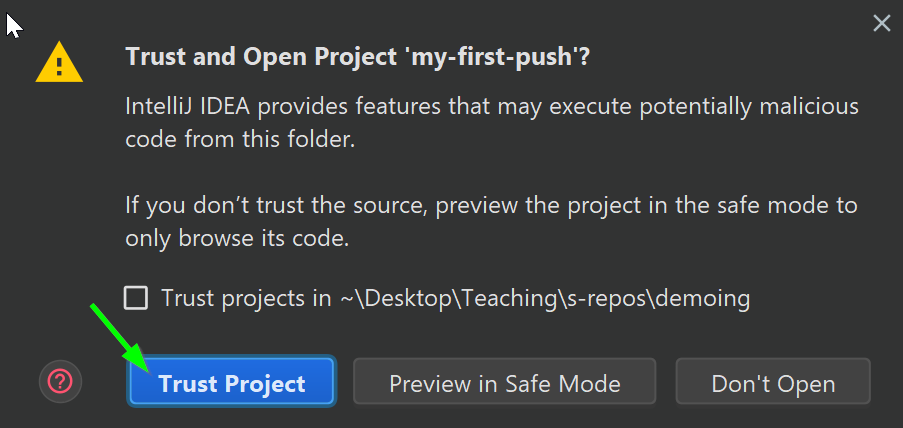 Trust and Open Project 'my-first-push'?
IntelliJ IDEA provides features that may execute potentially malicious
code from this folder.
If you don’t trust the source, preview the project in the safe mode to
only browse its code.
Trust projects in ~\Desktop\Teaching\s-repos\demoing
Trust Project
Preview in Safe Mode
Don't Open